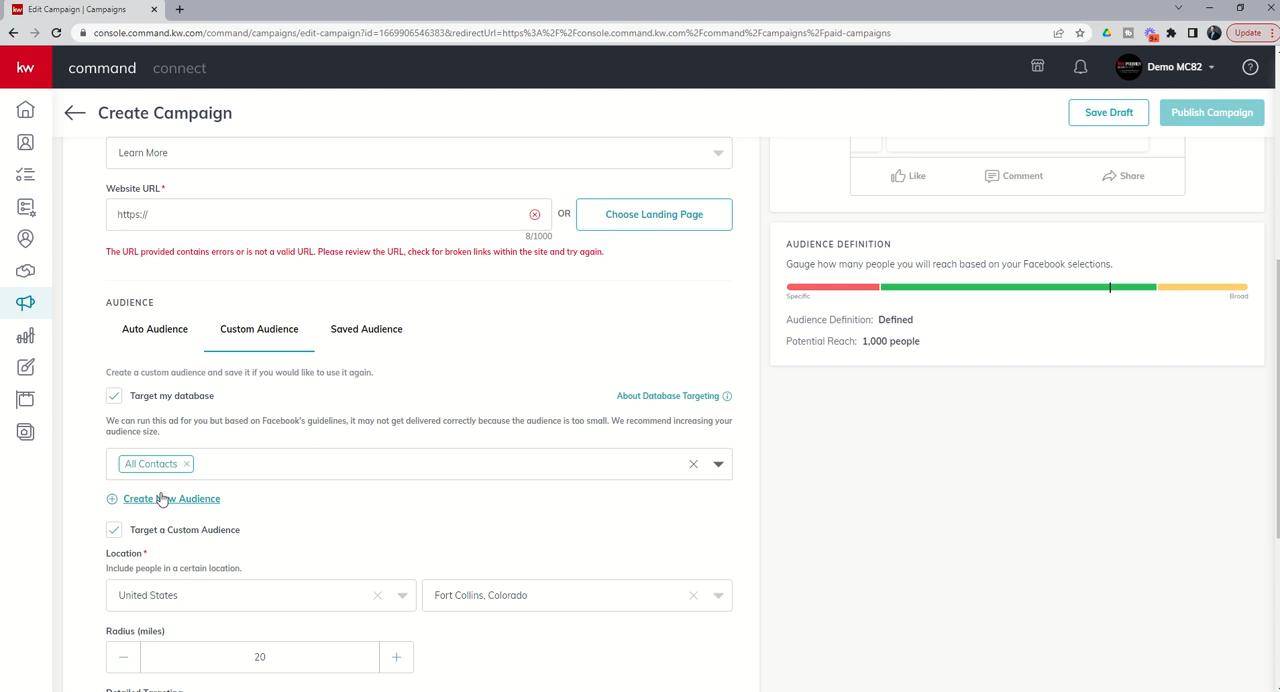 Edit Campaign | Campaigns
console.command.kw.com/command/campaigns/edit-campaign?id=1669906546383&redirectUrl=https%3A%2F%2Fconsole.command.kw.com%2Fcommand%2Fcampaigns%2Fpaid-campaigns
9+
Update
kw
command connect
Demo MC82
Create Campaign
Save Draft
Publish Campaign
Learn More
Like
Comment
Share
Website URL*
https://
OR
Choose Landing Page
8/1000
The URL provided contains errors or is not a valid URL. Please review the URL, check for broken links within the site and try again.
AUDIENCE DEFINITION
Gauge how many people you will reach based on your Facebook selections.
Specific
Broad
Audience Definition: Defined
Potential Reach: 1,000 people
AUDIENCE
Auto Audience
Custom Audience
Saved Audience
Create a custom audience and save it if you would like to use it again.
Target my database
About Database Targeting
We can run this ad for you but based on Facebook's guidelines, it may not get delivered correctly because the audience is too small. We recommend increasing your
audience size.
All Contacts
Create New Audience
Target a Custom Audience
Location*
Include people in a certain location.
United States
Fort Collins, Colorado
Radius (miles)
20
Detailed Targeting